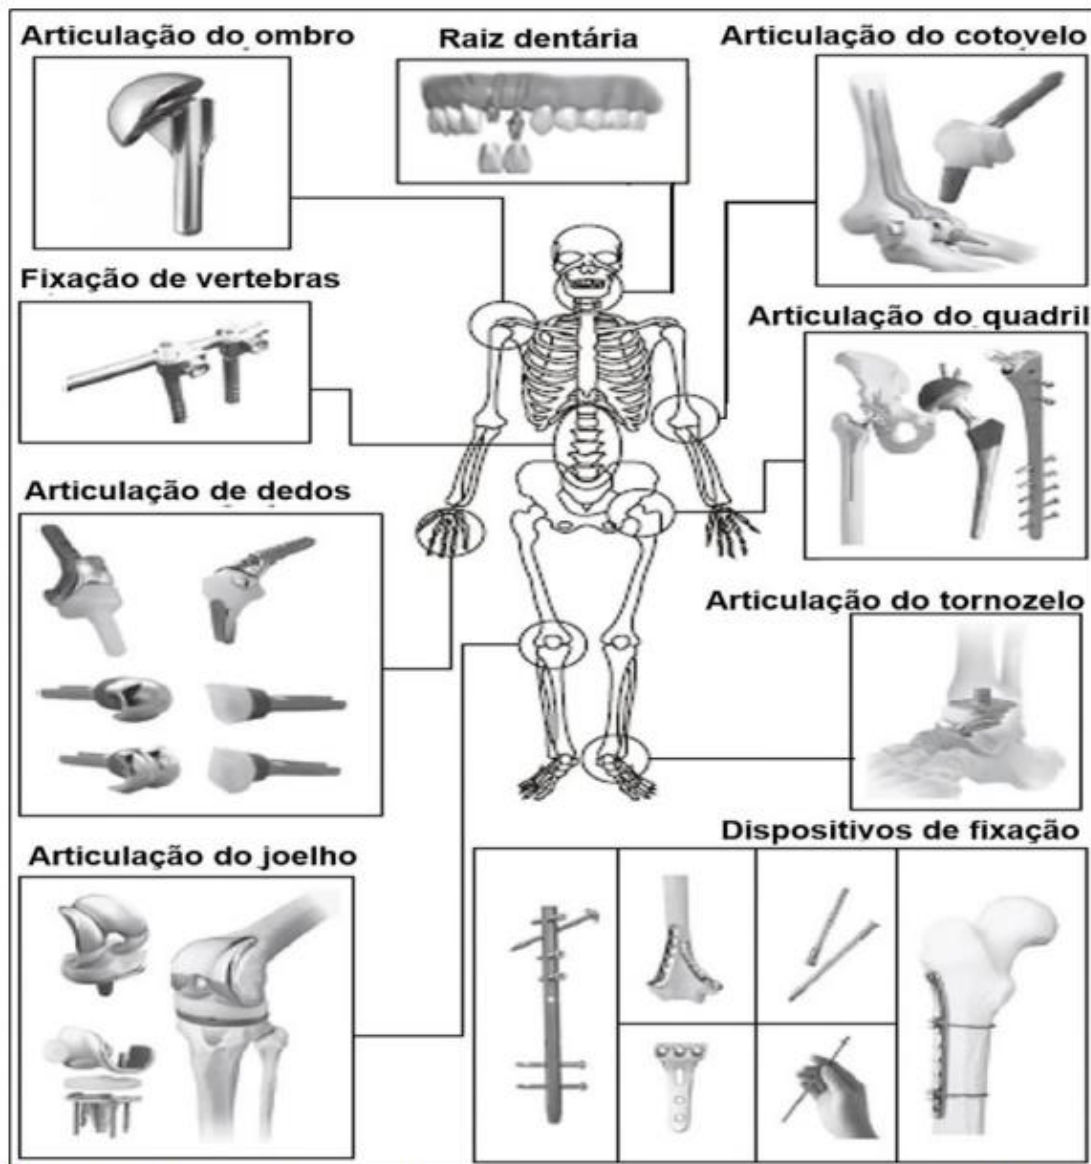 Articulação do ombro
Raiz dentária
Articulação do cotovelo
Fixação de vertebras
Articulação do quadril
Articulação de dedos
Articulação do tornozelo
Articulação do joelho
Dispositivos de fixação